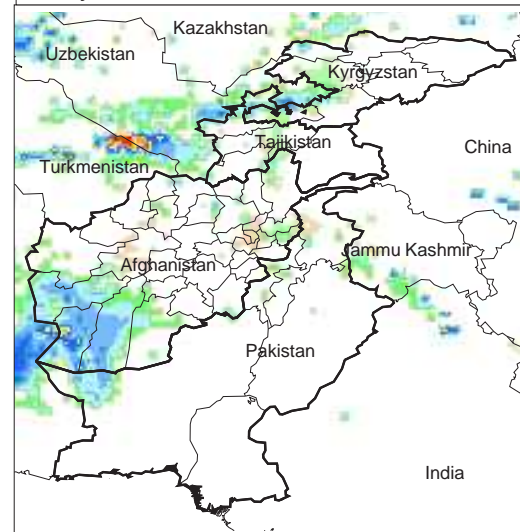 Kazakhstan
Uzbekistan
Kyrgyzstan
Tajikistan
China
Turkmenistan
Jammu Kashmir
Afghanistan
Pakistan
India